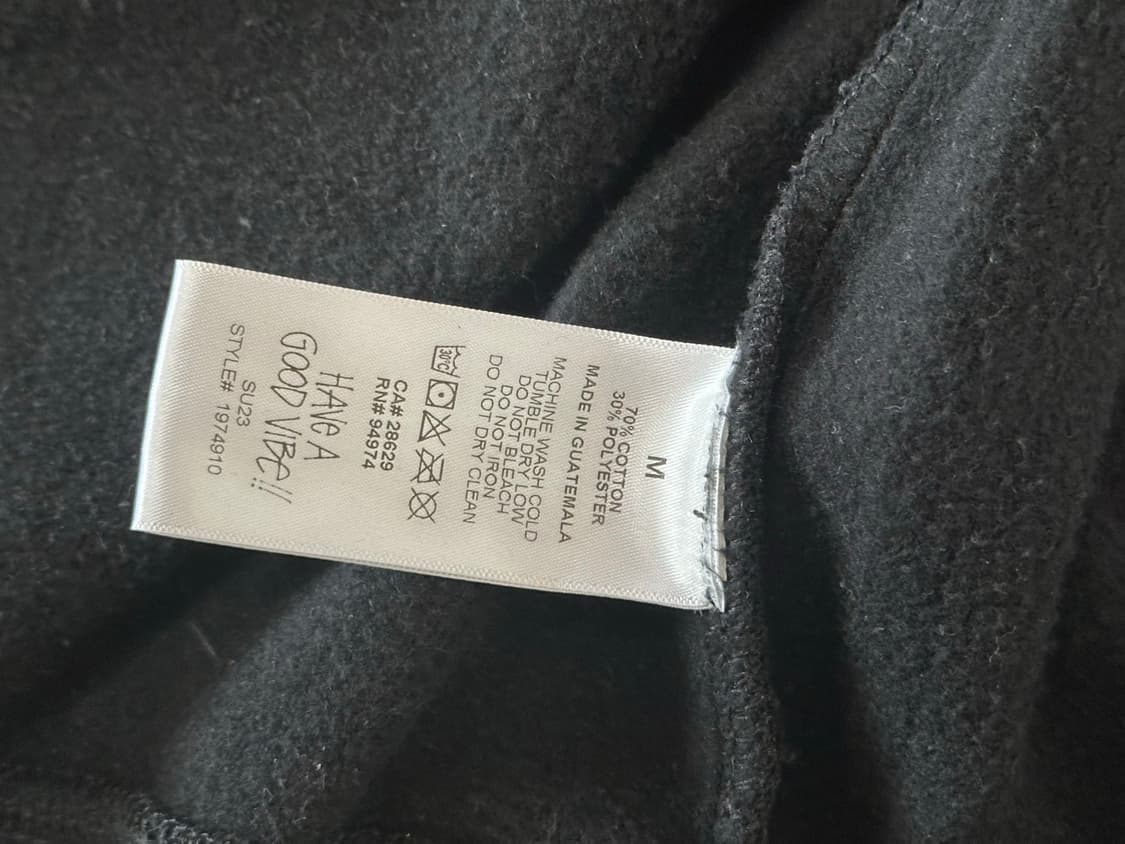 M
70% COTTON
30% POLYESTER
MADE IN GUATEMALA
MACHINE WASH COLD
TUMBLE DRY LOW
DO NOT BLEACH
DO NOT IRON
DO NOT DRY CLEAN
30°C
CA# 28629
RN# 94974
HAVE A
GOOD VIBE!!
SU23
STYLE# 1974910